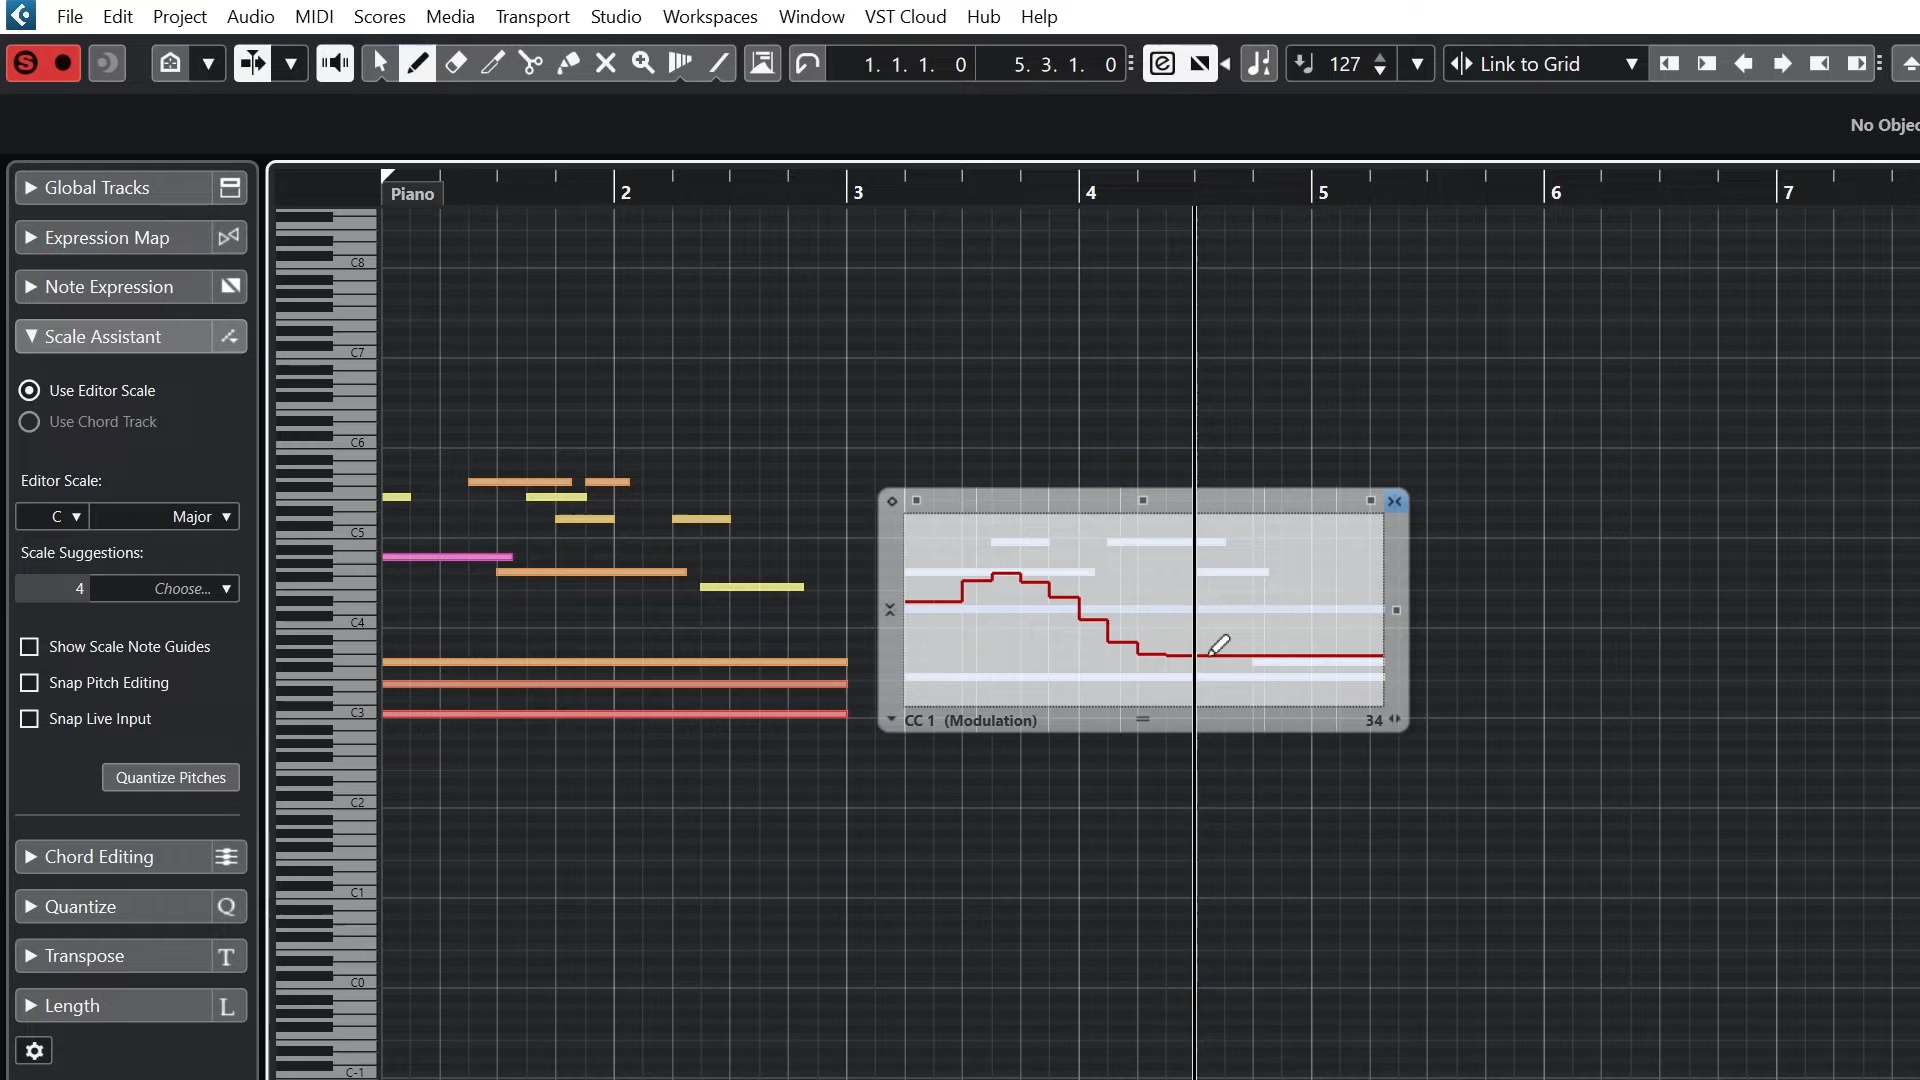 File Edit Project Audio MIDI Scores Media Transport Studio Workspaces Window VST Cloud Hub Help
S 1. 1. 1. 0 5. 3. 1. 0 e 127 Link to Grid
No Objec
Global Tracks
Expression Map
Note Expression
Scale Assistant
Use Editor Scale
Use Chord Track
Editor Scale:
C Major
Scale Suggestions:
4 Choose...
Show Scale Note Guides
Snap Pitch Editing
Snap Live Input
Quantize Pitches
Chord Editing
Quantize Q
Transpose T
Length L
Piano 2 3 4 5 6 7
C8
C7
C6
C5
C4
C3
C2
C1
C0
C-1
CC 1 (Modulation) 34